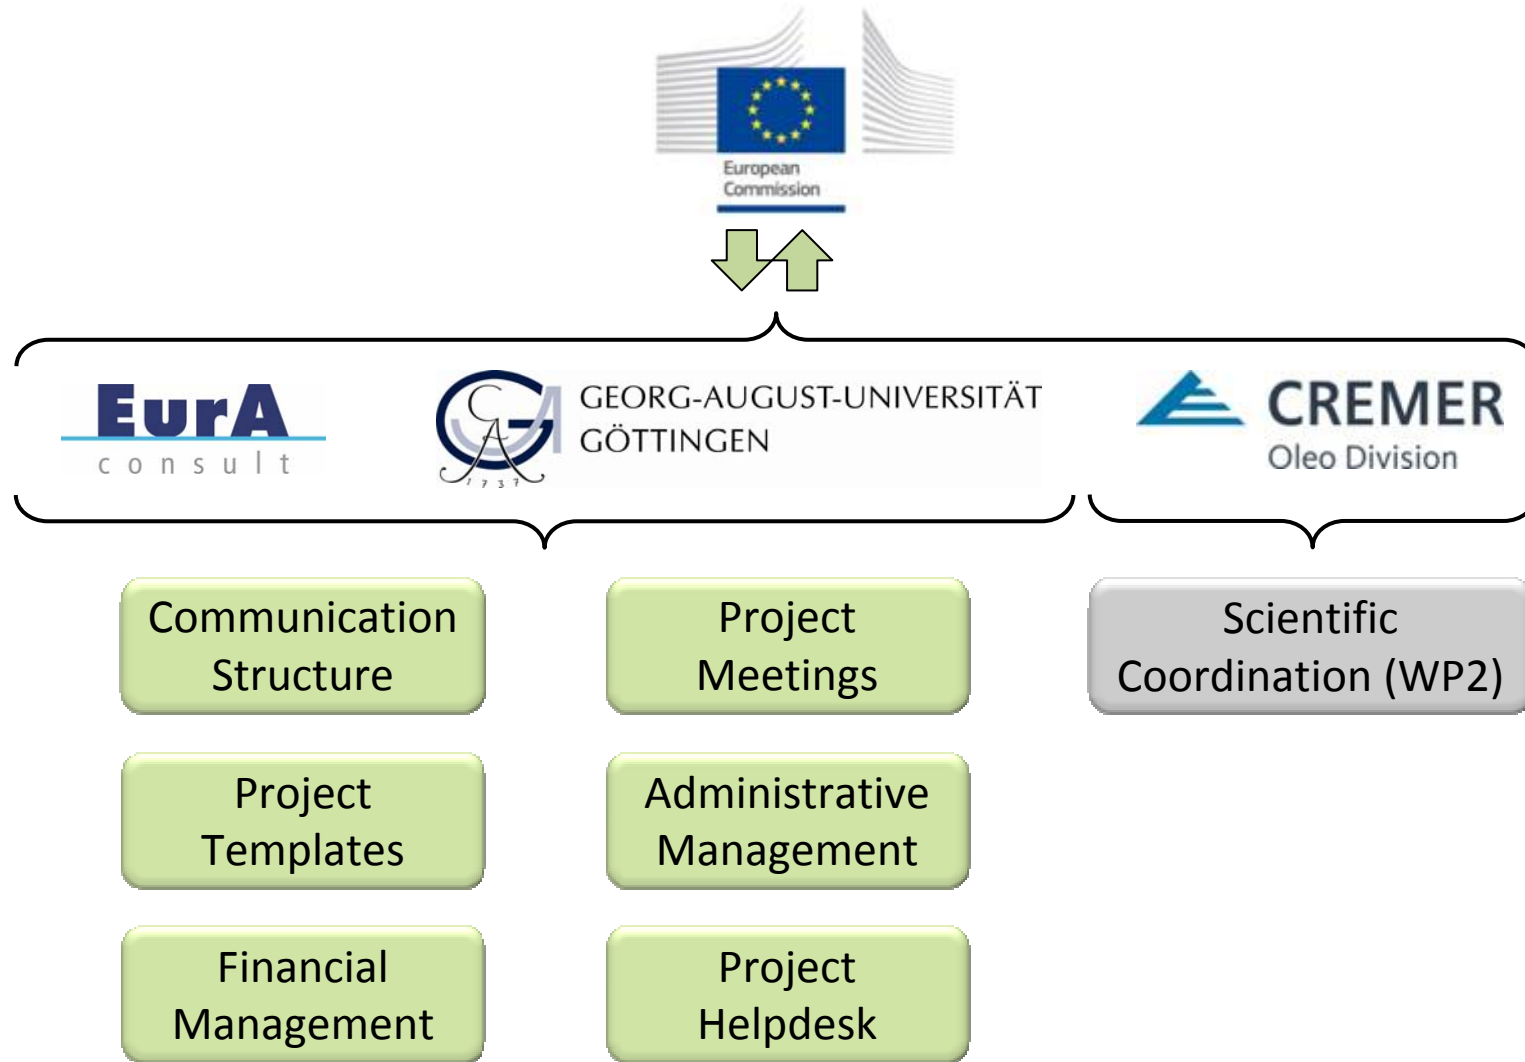 European
Commission
EurA
consult
1737
GEORG-AUGUST-UNIVERSITÄT
GÖTTINGEN
CREMER
Oleo Division
Communication
Structure
Project
Meetings
Scientific
Coordination (WP2)
Project
Templates
Administrative
Management
Financial
Management
Project
Helpdesk